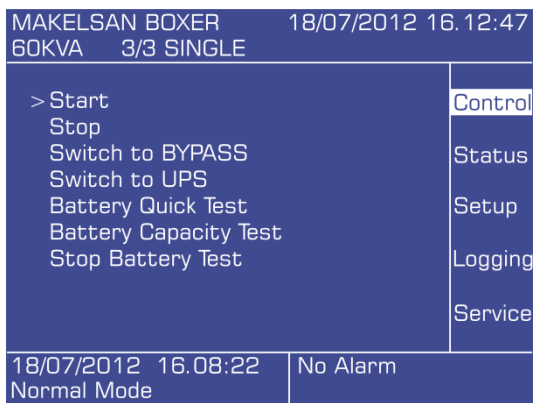 MAKELSAN BOXER 18/07/2012 16.12:47
60KVA 3/3 SINGLE
>Start
Stop
Switch to BYPASS
Switch to UPS
Battery Quick Test
Battery Capacity Test
Stop Battery Test
Control
Status
Setup
Logging
Service
18/07/2012 16.08:22
Normal Mode
No Alarm